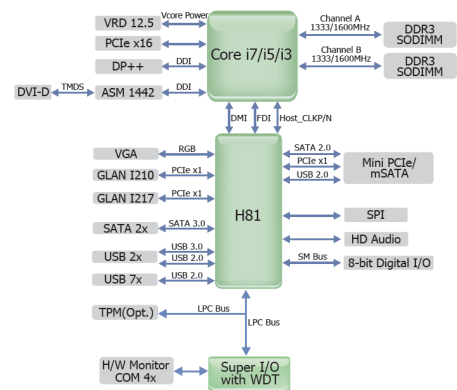 VRD 12.5
Vcore Power
PCIe x16
DP++
DDI
DVI-D
TMDS
ASM 1442
DDI
Core i7/i5/i3
Channel A
1333/1600MHz
DDR3
SODIMM
Channel B
1333/1600MHz
DDR3
SODIMM
DMI
FDI
Host_CLKP/N
VGA
RGB
GLAN I210
PCIe x1
GLAN I217
PCIe x1
SATA 2x
SATA 3.0
USB 2x
USB 3.0
USB 2.0
USB 7x
USB 2.0
H81
SATA 2.0
PCIe x1
USB 2.0
Mini PCIe/
mSATA
SPI
HD Audio
SM Bus
8-bit Digital I/O
TPM(Opt.)
LPC Bus
LPC Bus
H/W Monitor
COM 4x
Super I/O
with WDT